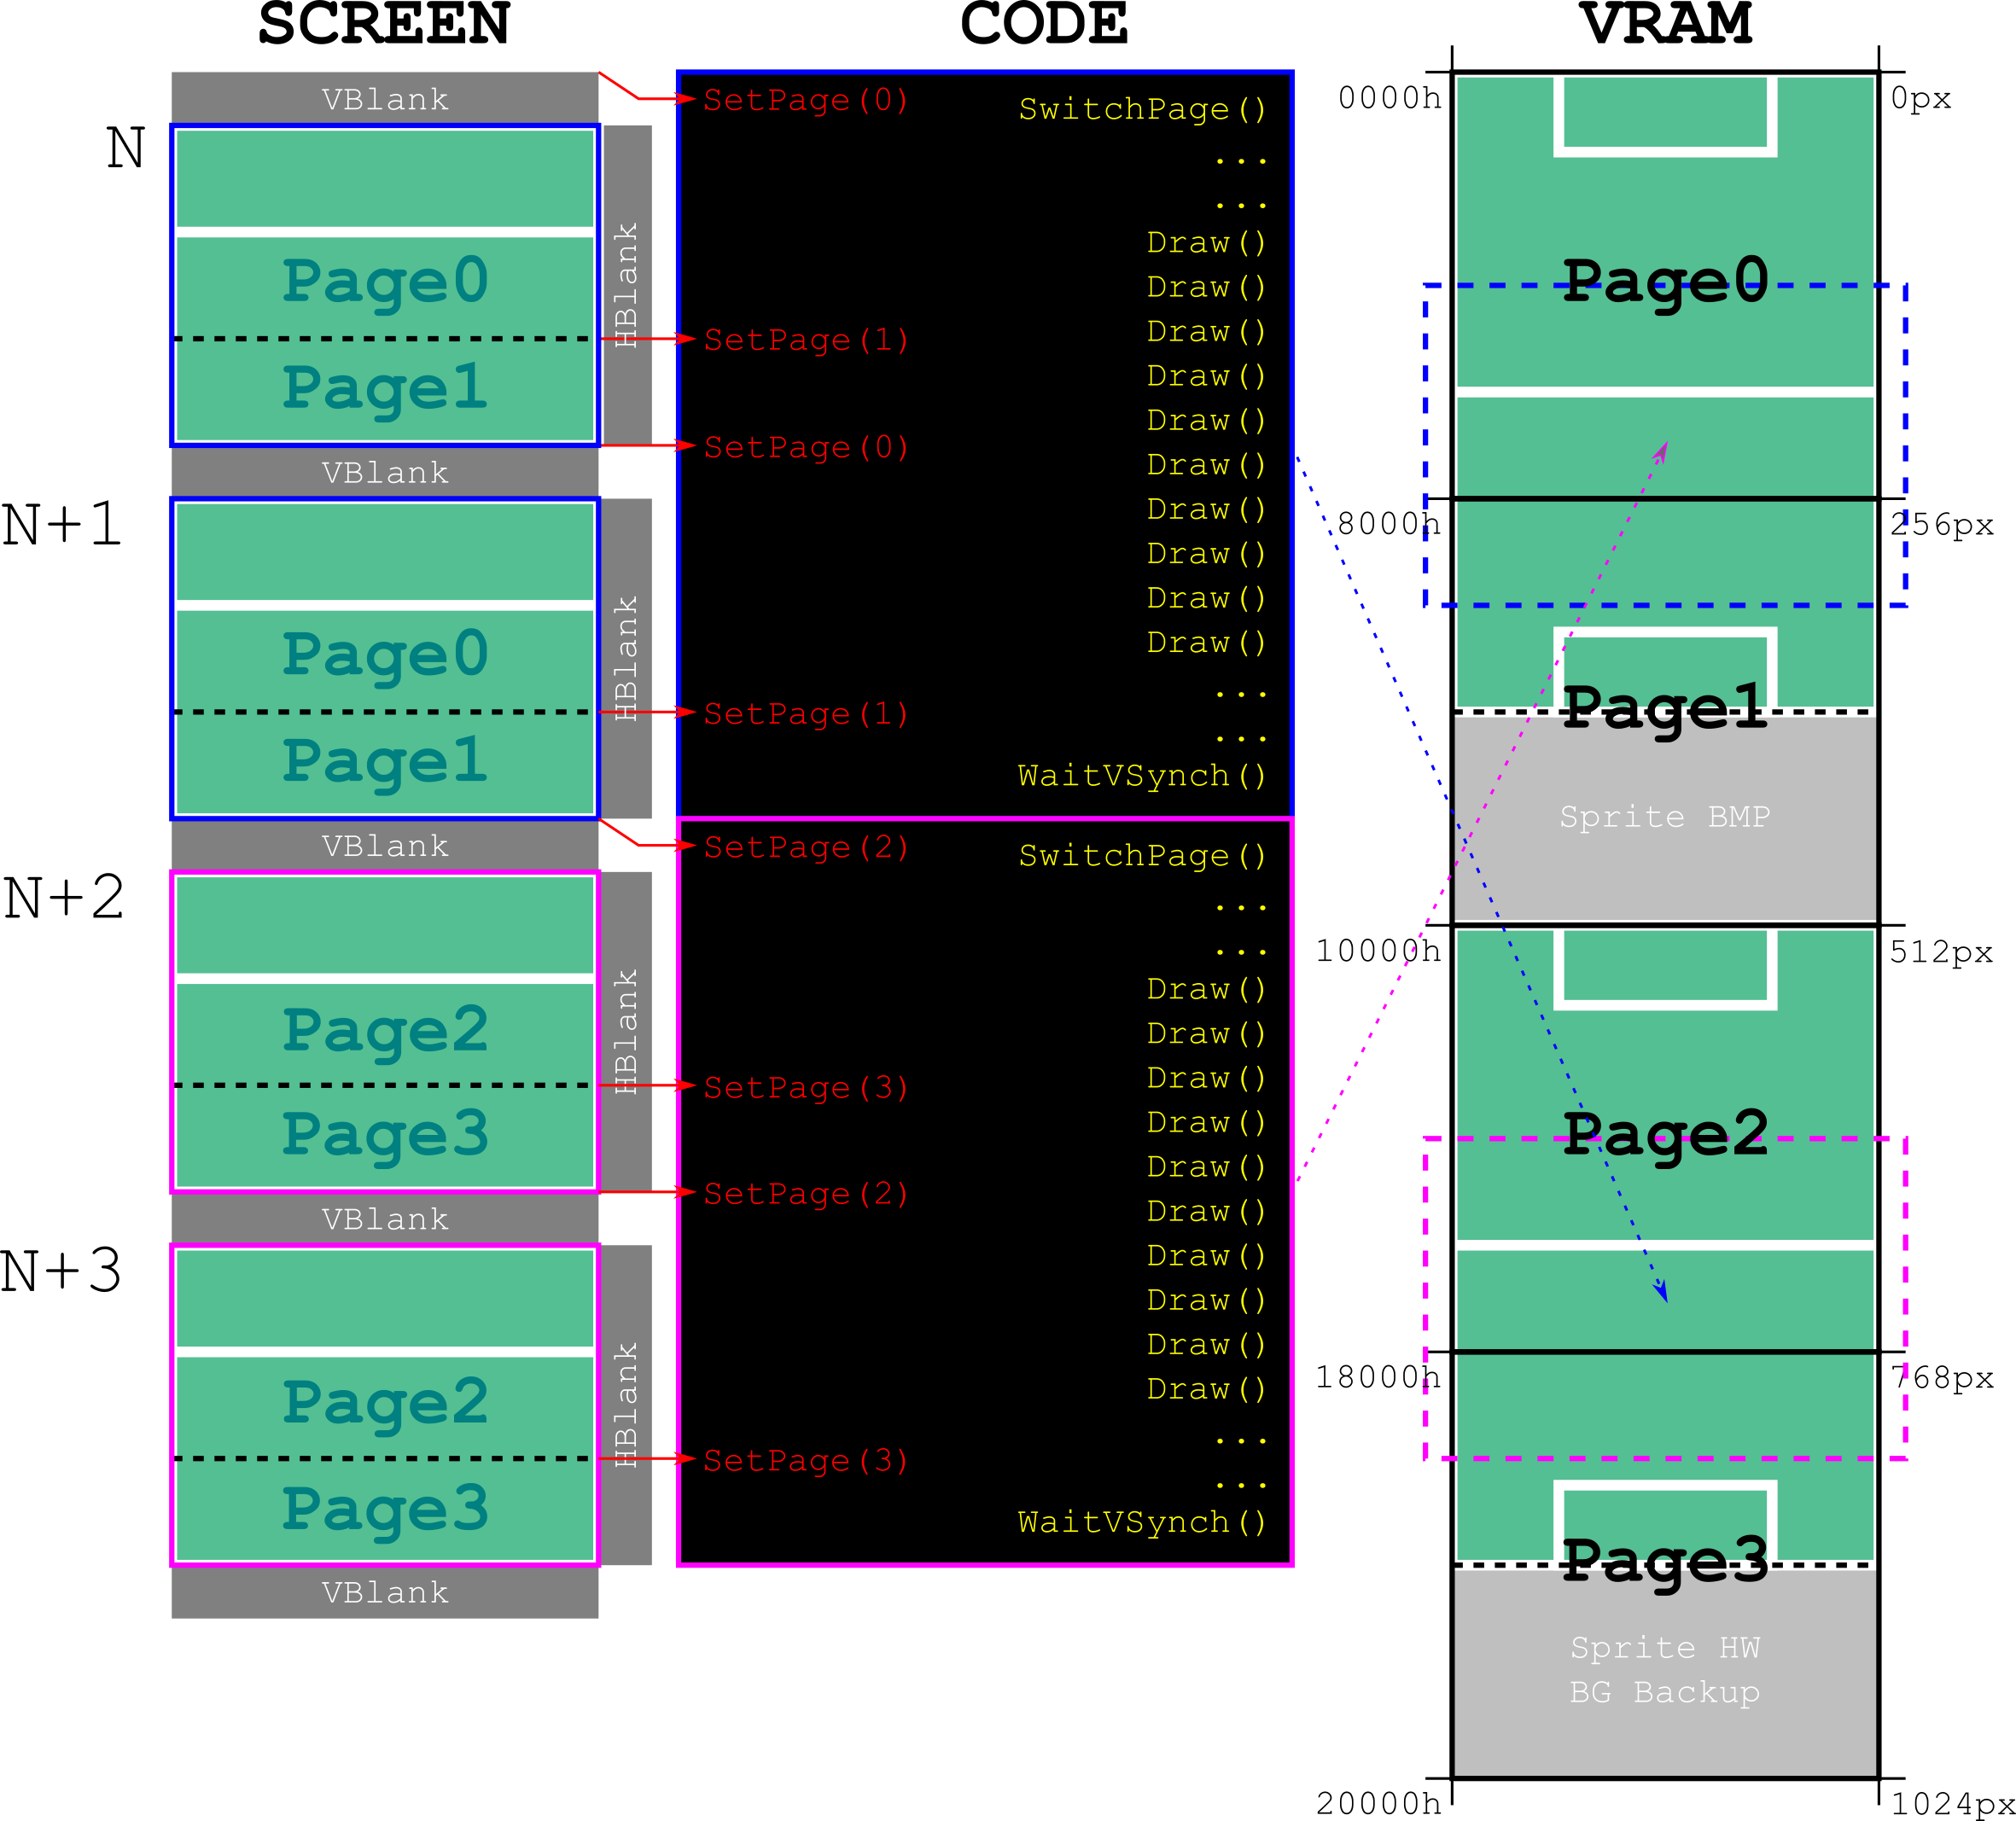 SCREEN
VBlank
N
HBlank
Page0
Page1
VBlank
N+1
HBlank
Page0
Page1
VBlank
N+2
HBlank
Page2
Page3
VBlank
N+3
HBlank
Page2
Page3
VBlank
CODE
SetPage(0) SwitchPage()
...
...
Draw()
Draw()
SetPage(1) Draw()
Draw()
SetPage(0) Draw()
Draw()
Draw()
Draw()
Draw()
Draw()
SetPage(1) ...
...
WaitVSynch()
SetPage(2) SwitchPage()
...
...
Draw()
Draw()
SetPage(3) Draw()
Draw()
Draw()
SetPage(2) Draw()
Draw()
Draw()
Draw()
Draw()
...
SetPage(3) ...
WaitVSynch()
VRAM
0000h 0px
Page0
8000h 256px
Page1
Sprite BMP
10000h 512px
Page2
18000h 768px
Page3
Sprite HW
BG Backup
20000h 1024px